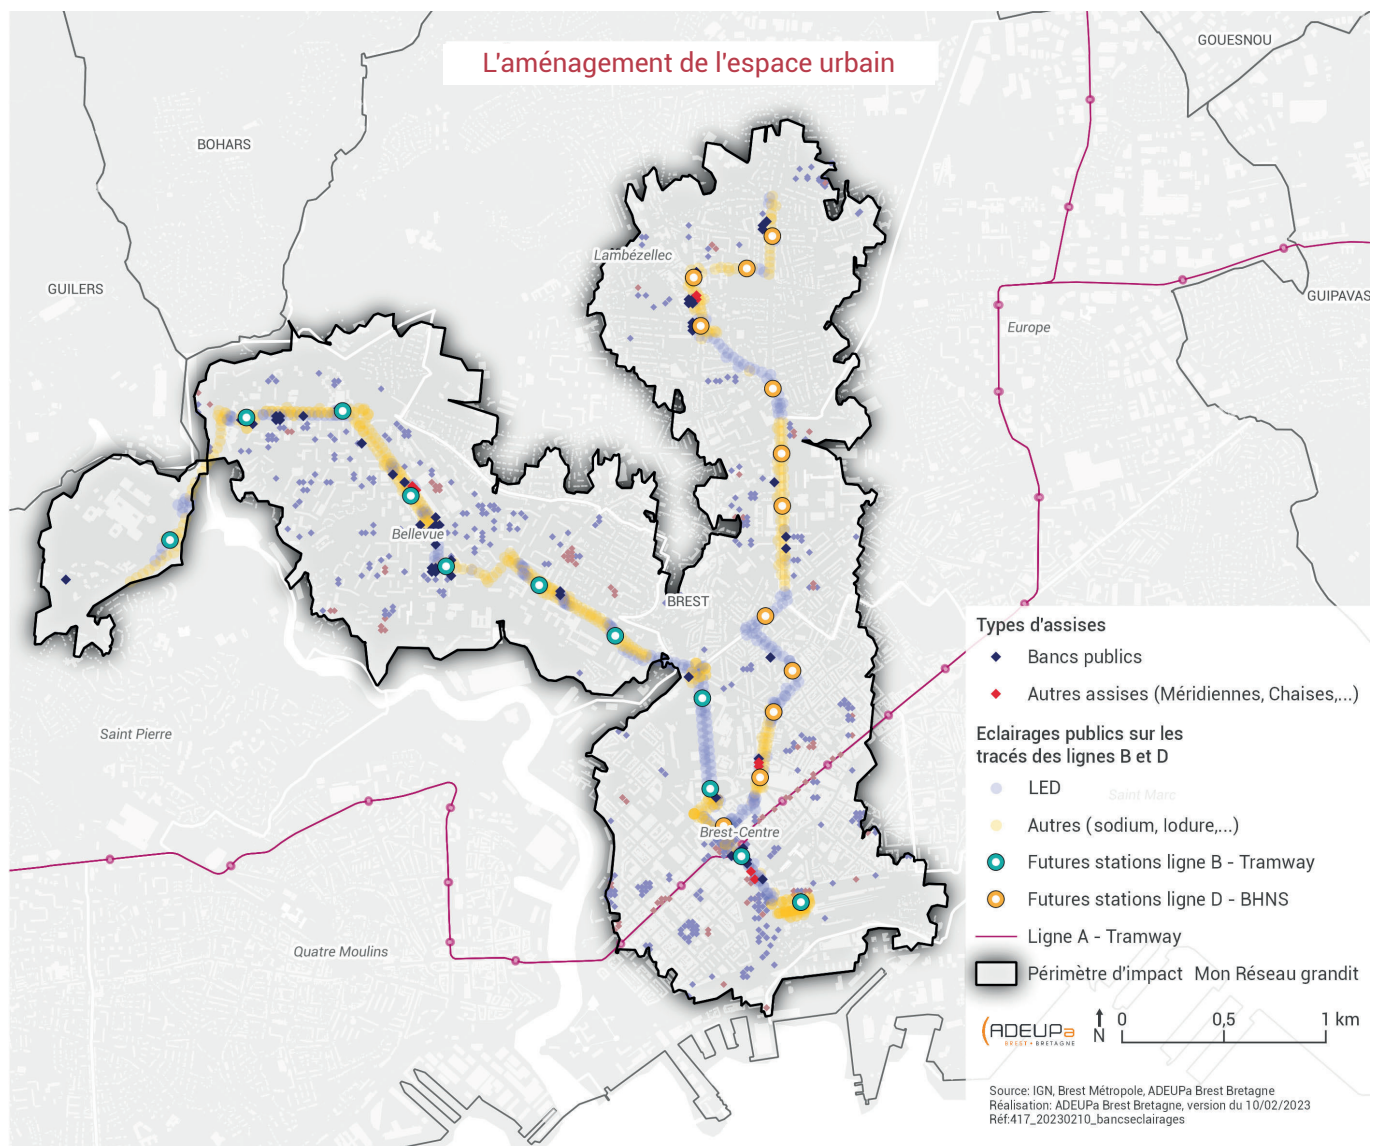 L'aménagement de l'espace urbain
GOUESNOU
BOHARS
Lambézellec
GUILERS
GUIPAVAS
Europe
Bellevue
BREST
Saint Pierre
Brest-Centre
Quatre Moulins
Types d'assises
Bancs publics
Autres assises (Méridiennes, Chaises,...)
Eclairages publics sur les
tracés des lignes B et D
LED
Saint Marc
Autres (sodium, Iodure,...)
Futures stations ligne B - Tramway
Futures stations ligne D - BHNS
Ligne A - Tramway
Périmètre d'impact Mon Réseau grandit
ADEUPa
BREST • BRETAGNE
N
0 0,5 1 km
Source: IGN, Brest Métropole, ADEUPa Brest Bretagne
Réalisation: ADEUPa Brest Bretagne, version du 10/02/2023
Réf:417_20230210_bancseclairages